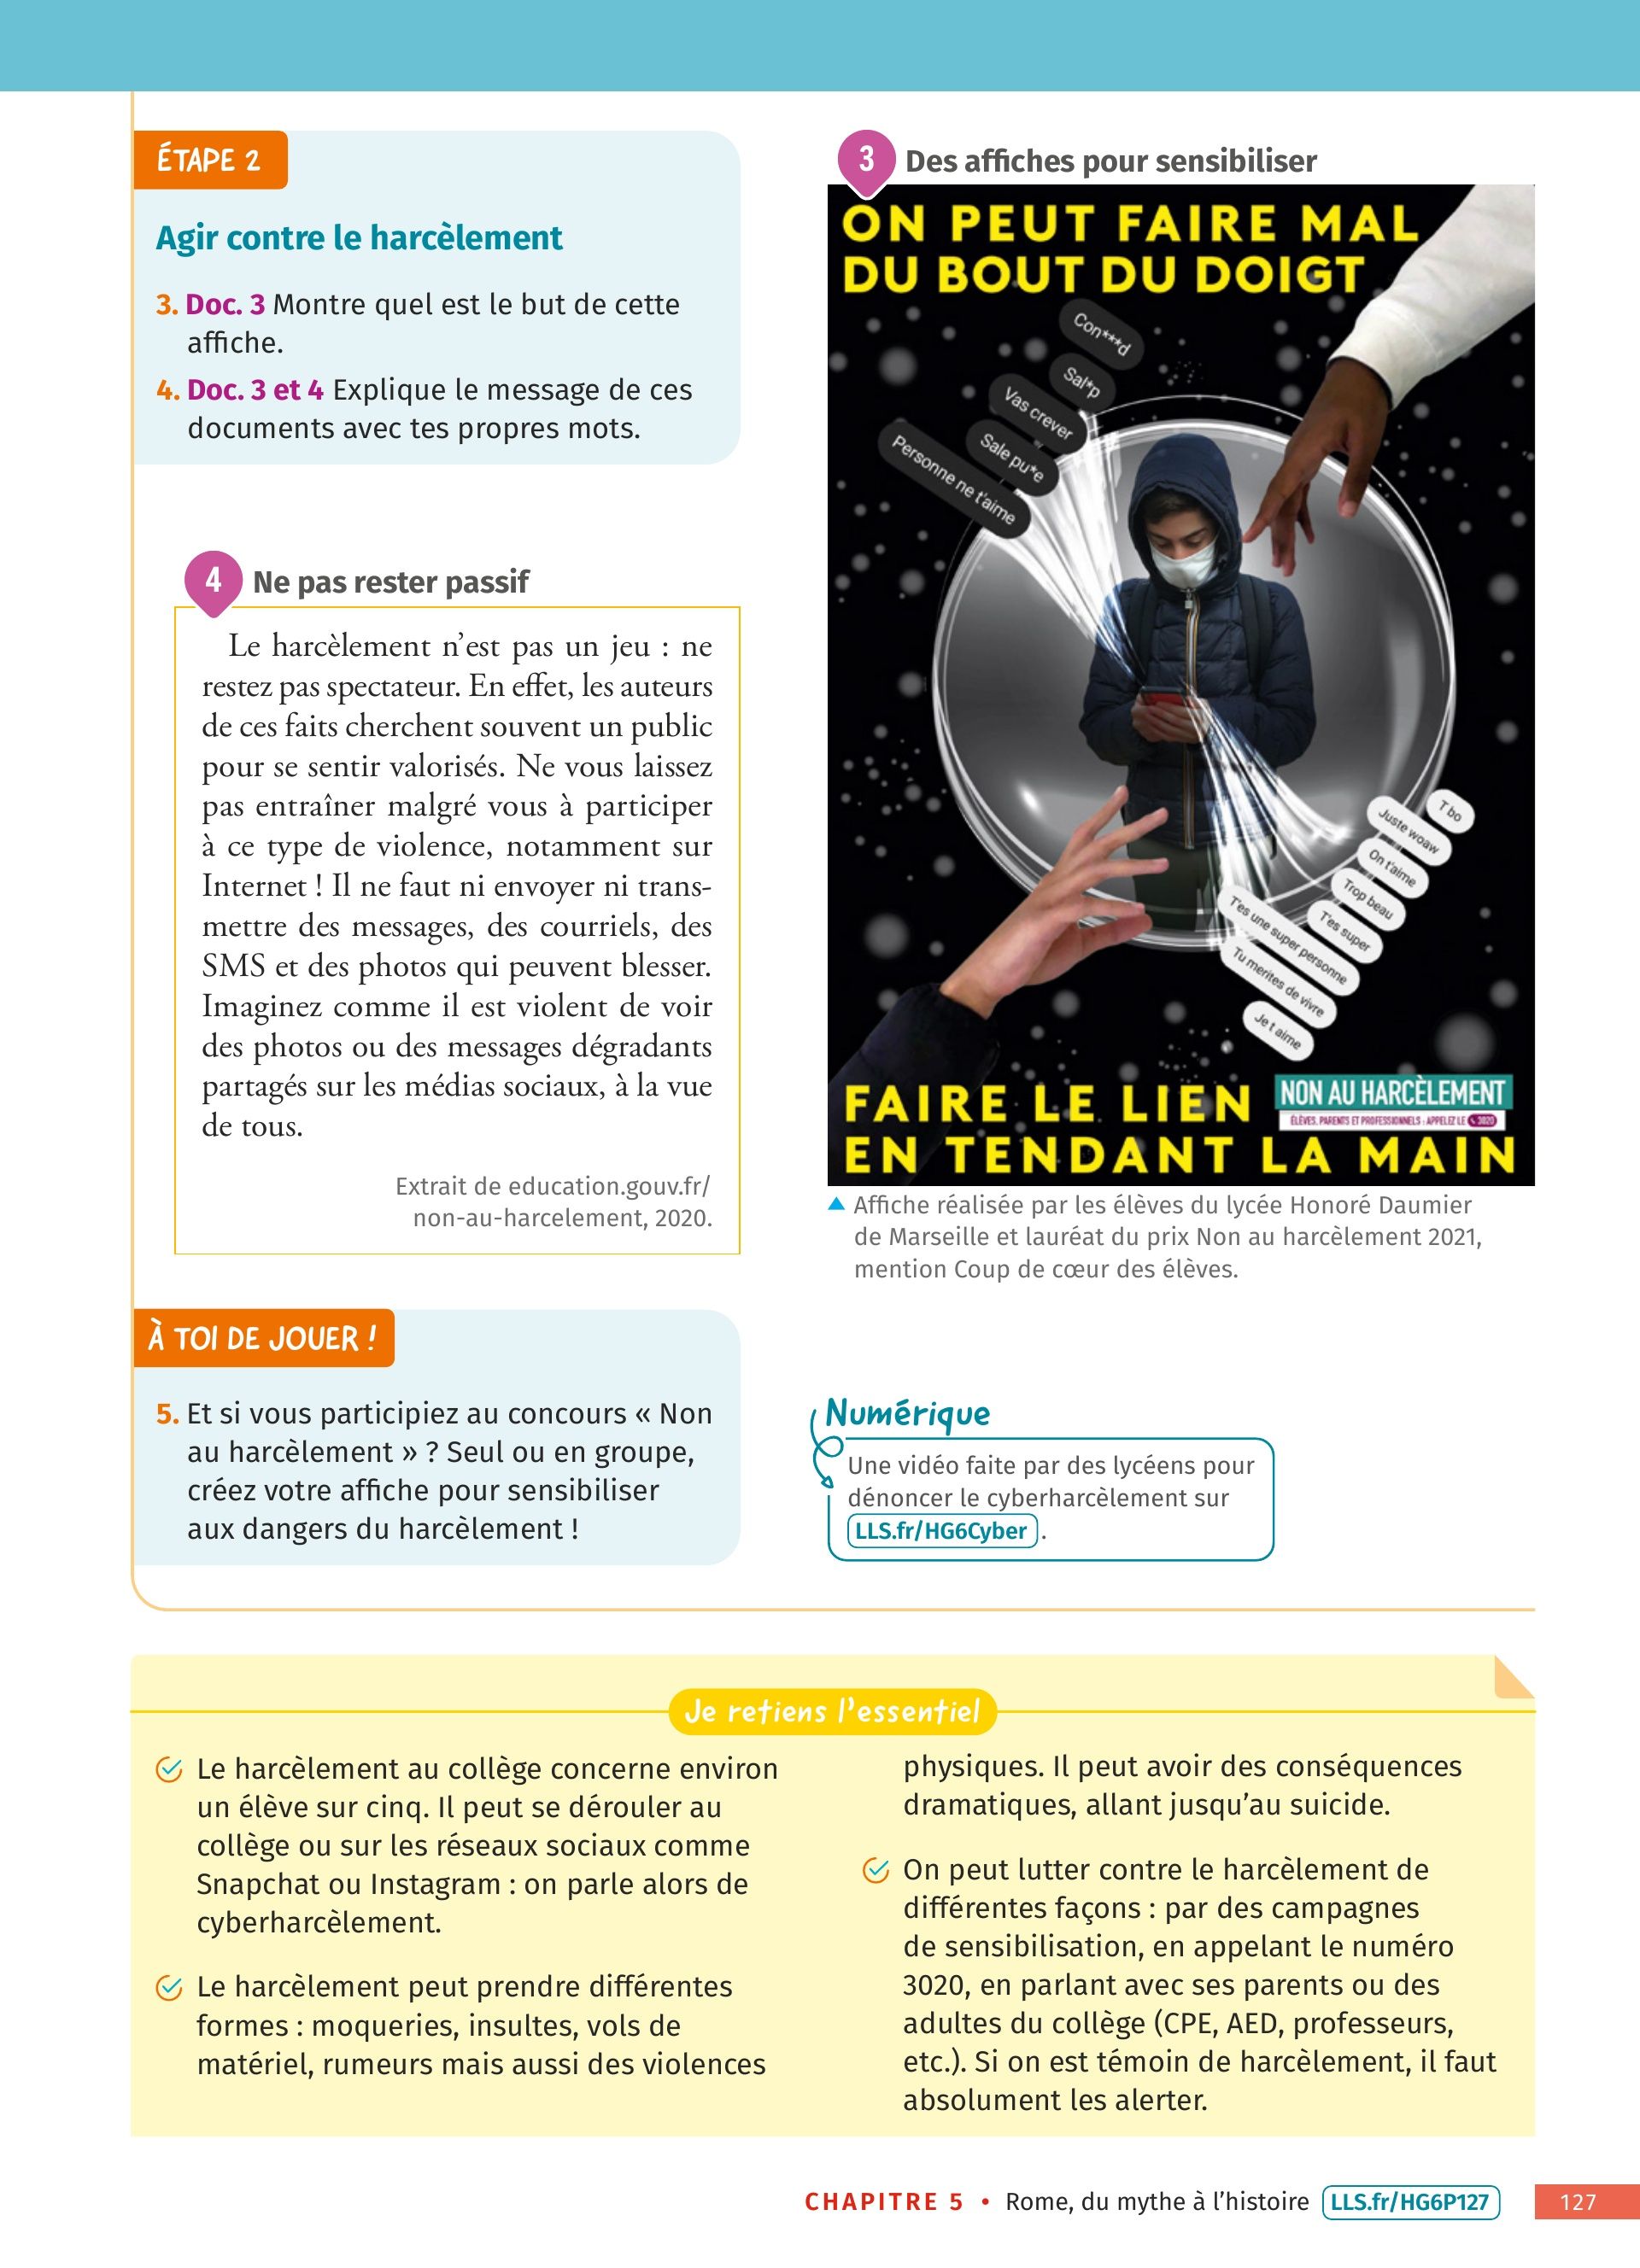 ÉTAPE 2
Agir contre le harcèlement
3. Doc. 3 Montre quel est le but de cette
affiche.
4. Doc. 3 et 4 Explique le message de ces
documents avec tes propres mots.
4 Ne pas rester passif
Le harcèlement n'est pas un jeu : ne
restez pas spectateur. En effet, les auteurs
de ces faits cherchent souvent un public
pour se sentir valorisés. Ne vous laissez
pas entraîner malgré vous à participer
à ce type de violence, notamment sur
Internet ! Il ne faut ni envoyer ni trans-
mettre des messages, des courriels, des
SMS et des photos qui peuvent blesser.
Imaginez comme il est violent de voir
des photos ou des messages dégradants
partagés sur les médias sociaux, à la vue
de tous.
Extrait de education.gouv.fr/
non-au-harcelement, 2020.
À TOI DE JOUER !
5. Et si vous participiez au concours « Non
au harcèlement » ? Seul ou en groupe,
créez votre affiche pour sensibiliser
aux dangers du harcèlement !
3 Des affiches pour sensibiliser
ON PEUT FAIRE MAL
DU BOUT DU DOIGT
Con***d
Sal*p
Vas crever
Sale pu*e
Personne ne t'aime
T bo
Juste woaw
On t'aime
Trop beau
T'es super
T'es une super personne
Tu merites de vivre
Je t aime
FAIRE LE LIEN
EN TENDANT LA MAIN
NON AU HARCÈLEMENT
ÉLÈVES, PARENTS ET PROFESSIONNELS : APPELEZ LE 3020
Affiche réalisée par les élèves du lycée Honoré Daumier
de Marseille et lauréat du prix Non au harcèlement 2021,
mention Coup de cœur des élèves.
Numérique
Une vidéo faite par des lycéens pour
dénoncer le cyberharcèlement sur
LLS.fr/HG6Cyber .
Je retiens l'essentiel
Le harcèlement au collège concerne environ
un élève sur cinq. Il peut se dérouler au
collège ou sur les réseaux sociaux comme
Snapchat ou Instagram : on parle alors de
cyberharcèlement.
Le harcèlement peut prendre différentes
formes : moqueries, insultes, vols de
matériel, rumeurs mais aussi des violences
physiques. Il peut avoir des conséquences
dramatiques, allant jusqu'au suicide.
On peut lutter contre le harcèlement de
différentes façons : par des campagnes
de sensibilisation, en appelant le numéro
3020, en parlant avec ses parents ou des
adultes du collège (CPE, AED, professeurs,
etc.). Si on est témoin de harcèlement, il faut
absolument les alerter.
CHAPITRE 5 • Rome, du mythe à l'histoire LLS.fr/HG6P127 127